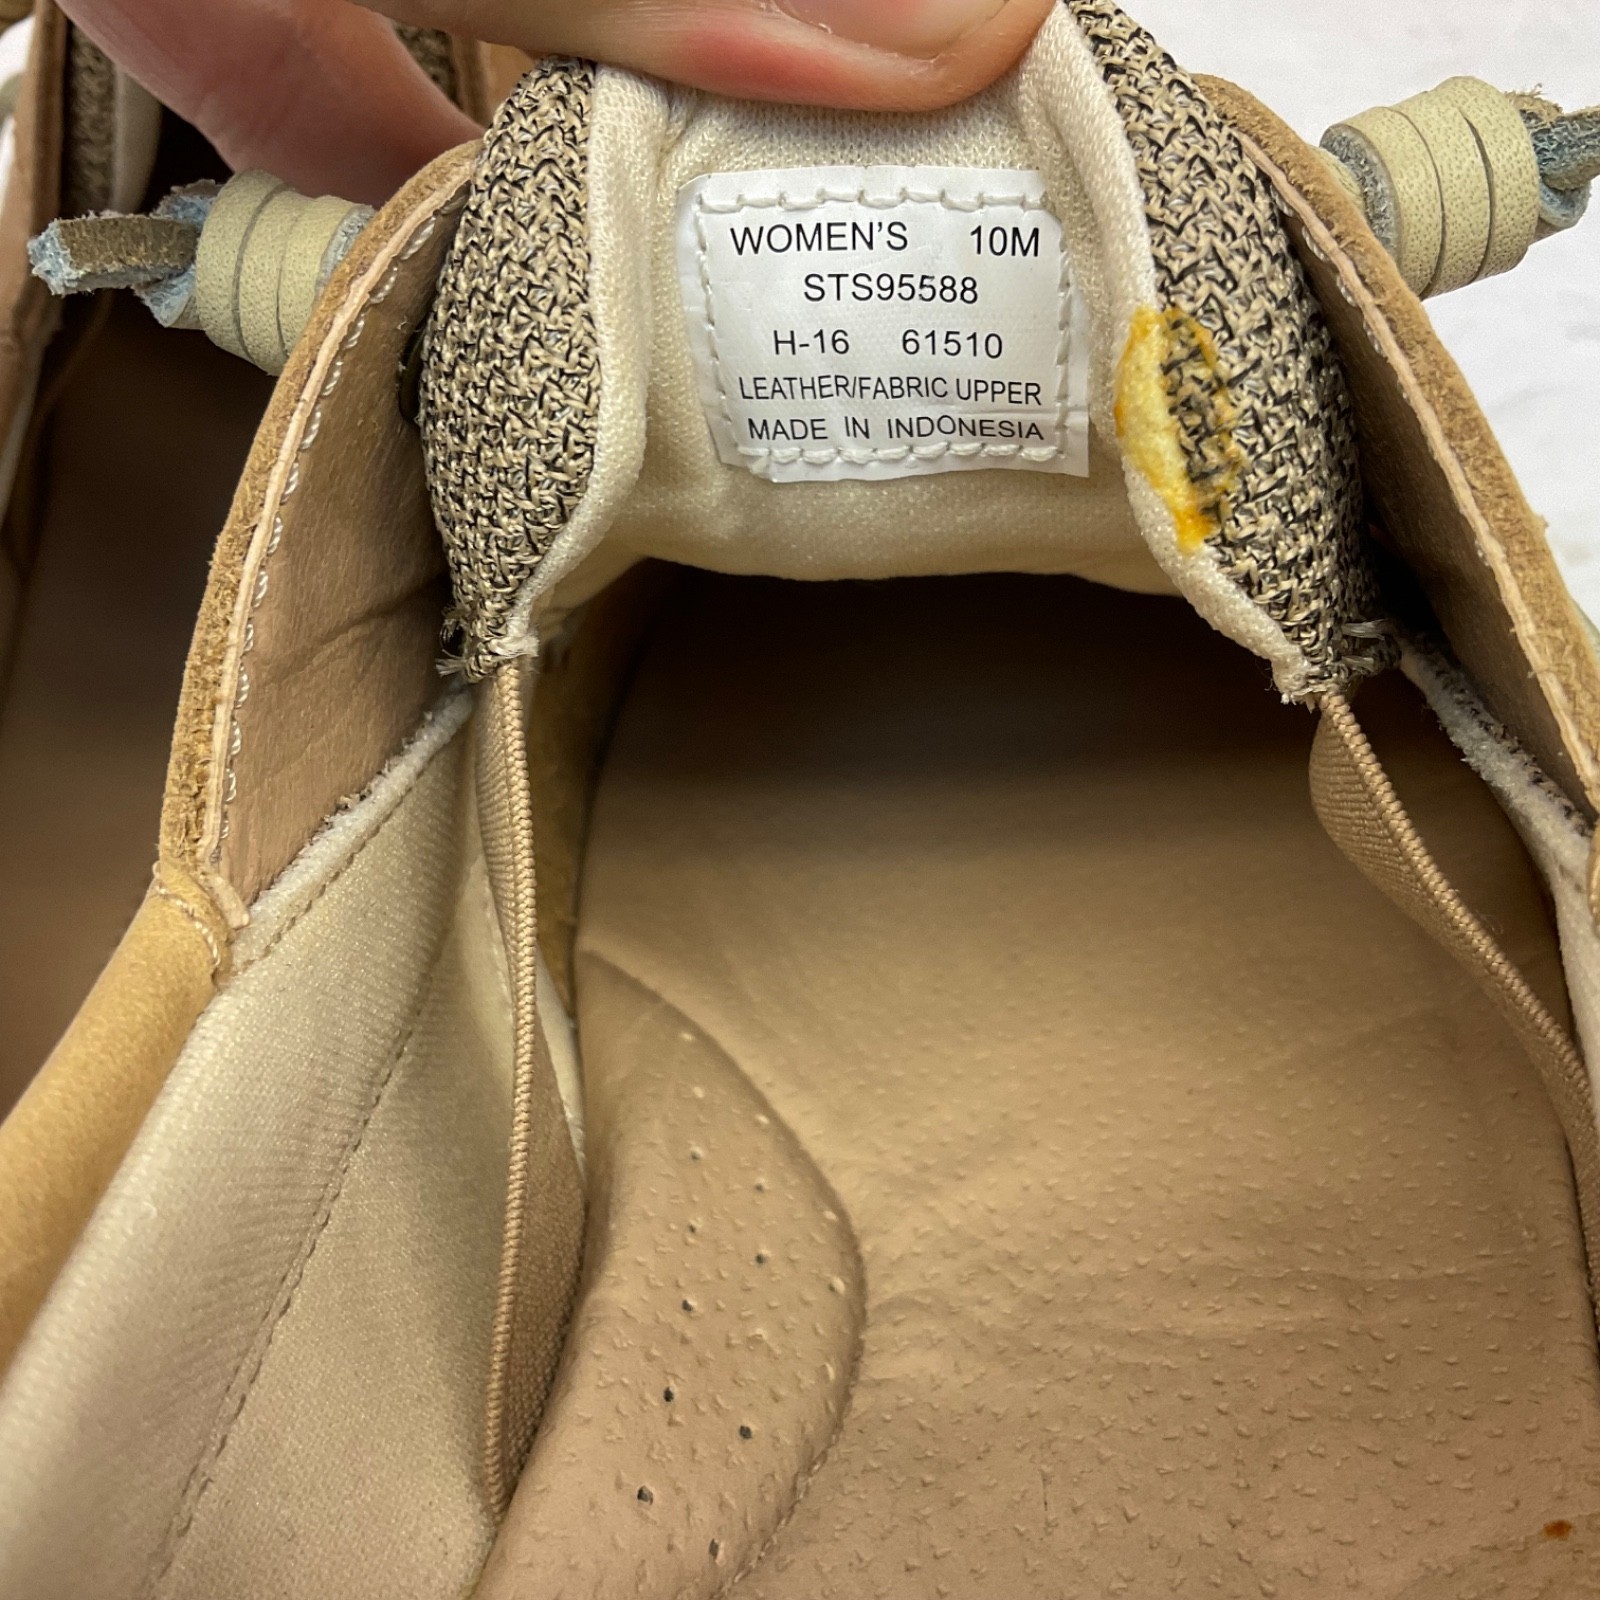 WOMEN'S 10M
STS95588
H-16 61510
LEATHER/FABRIC UPPER
MADE IN INDONESIA